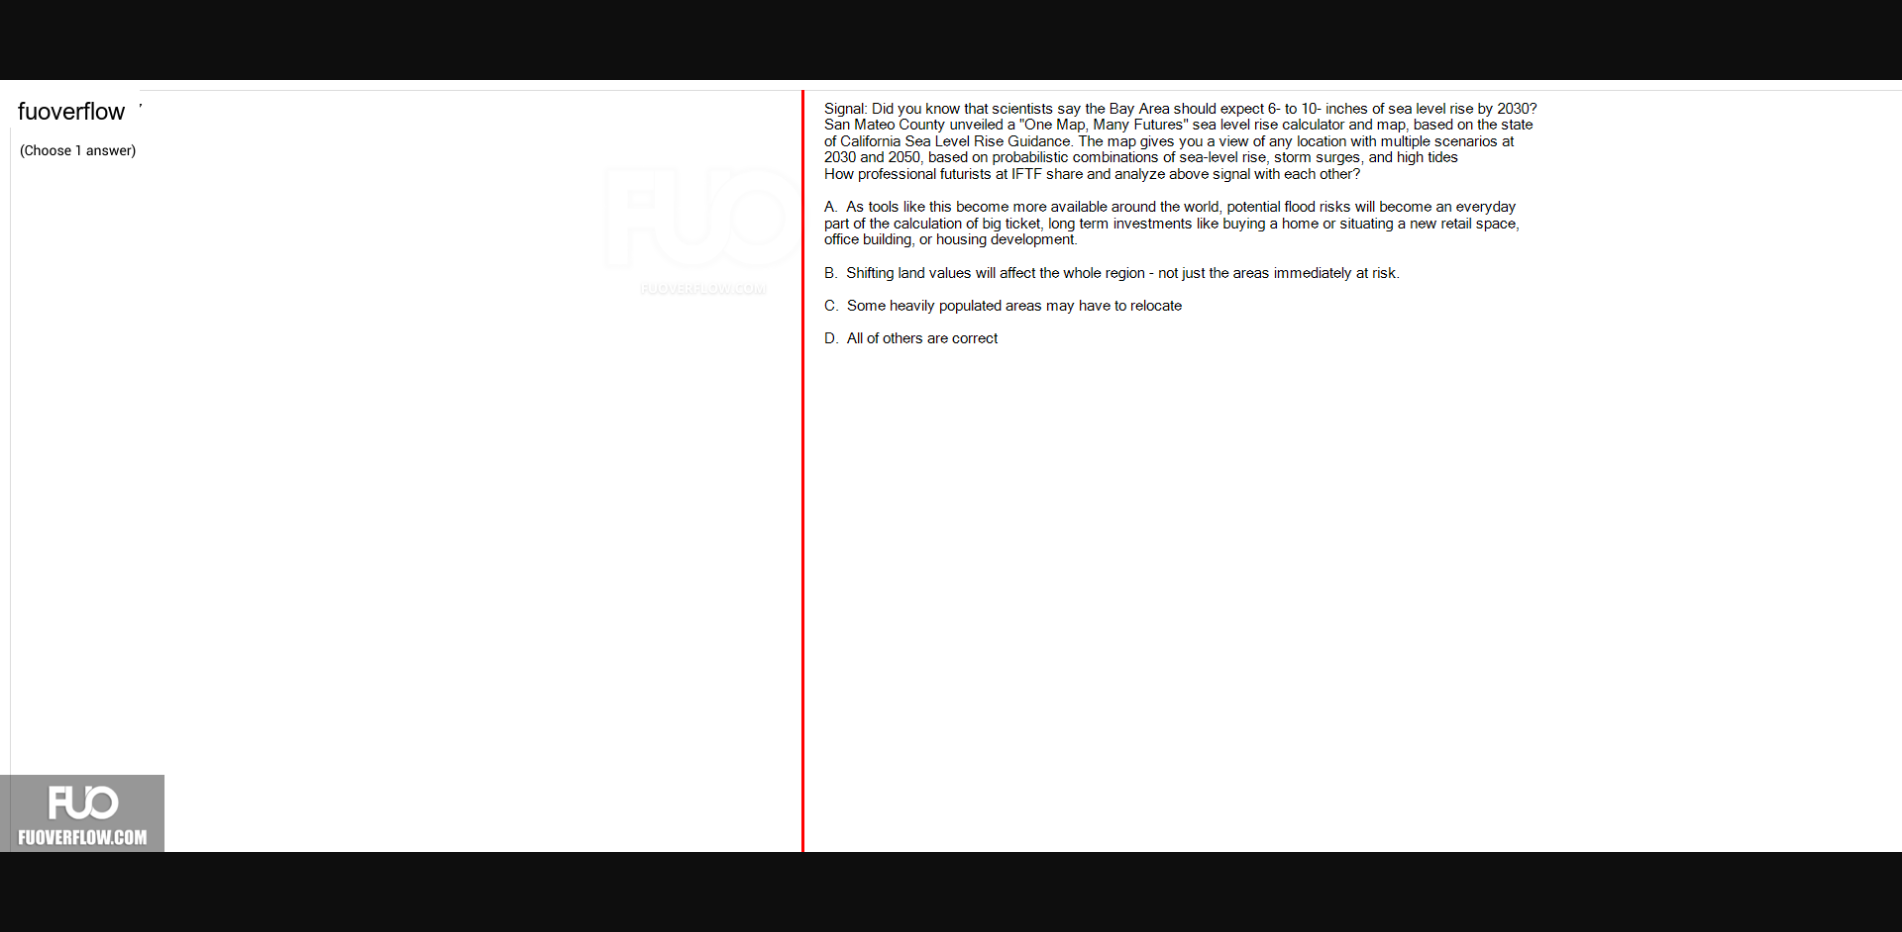 fuoverflow
(Choose 1 answer)
FUO
FUOVERFLOW.COM
Signal: Did you know that scientists say the Bay Area should expect 6- to 10- inches of sea level rise by 2030?
San Mateo County unveiled a "One Map, Many Futures" sea level rise calculator and map, based on the state
of California Sea Level Rise Guidance. The map gives you a view of any location with multiple scenarios at
2030 and 2050, based on probabilistic combinations of sea-level rise, storm surges, and high tides
How professional futurists at IFTF share and analyze above signal with each other?
A. As tools like this become more available around the world, potential flood risks will become an everyday
part of the calculation of big ticket, long term investments like buying a home or situating a new retail space,
office building, or housing development.
B. Shifting land values will affect the whole region - not just the areas immediately at risk.
C. Some heavily populated areas may have to relocate
D. All of others are correct
FUO
FUOVERFLOW.COM